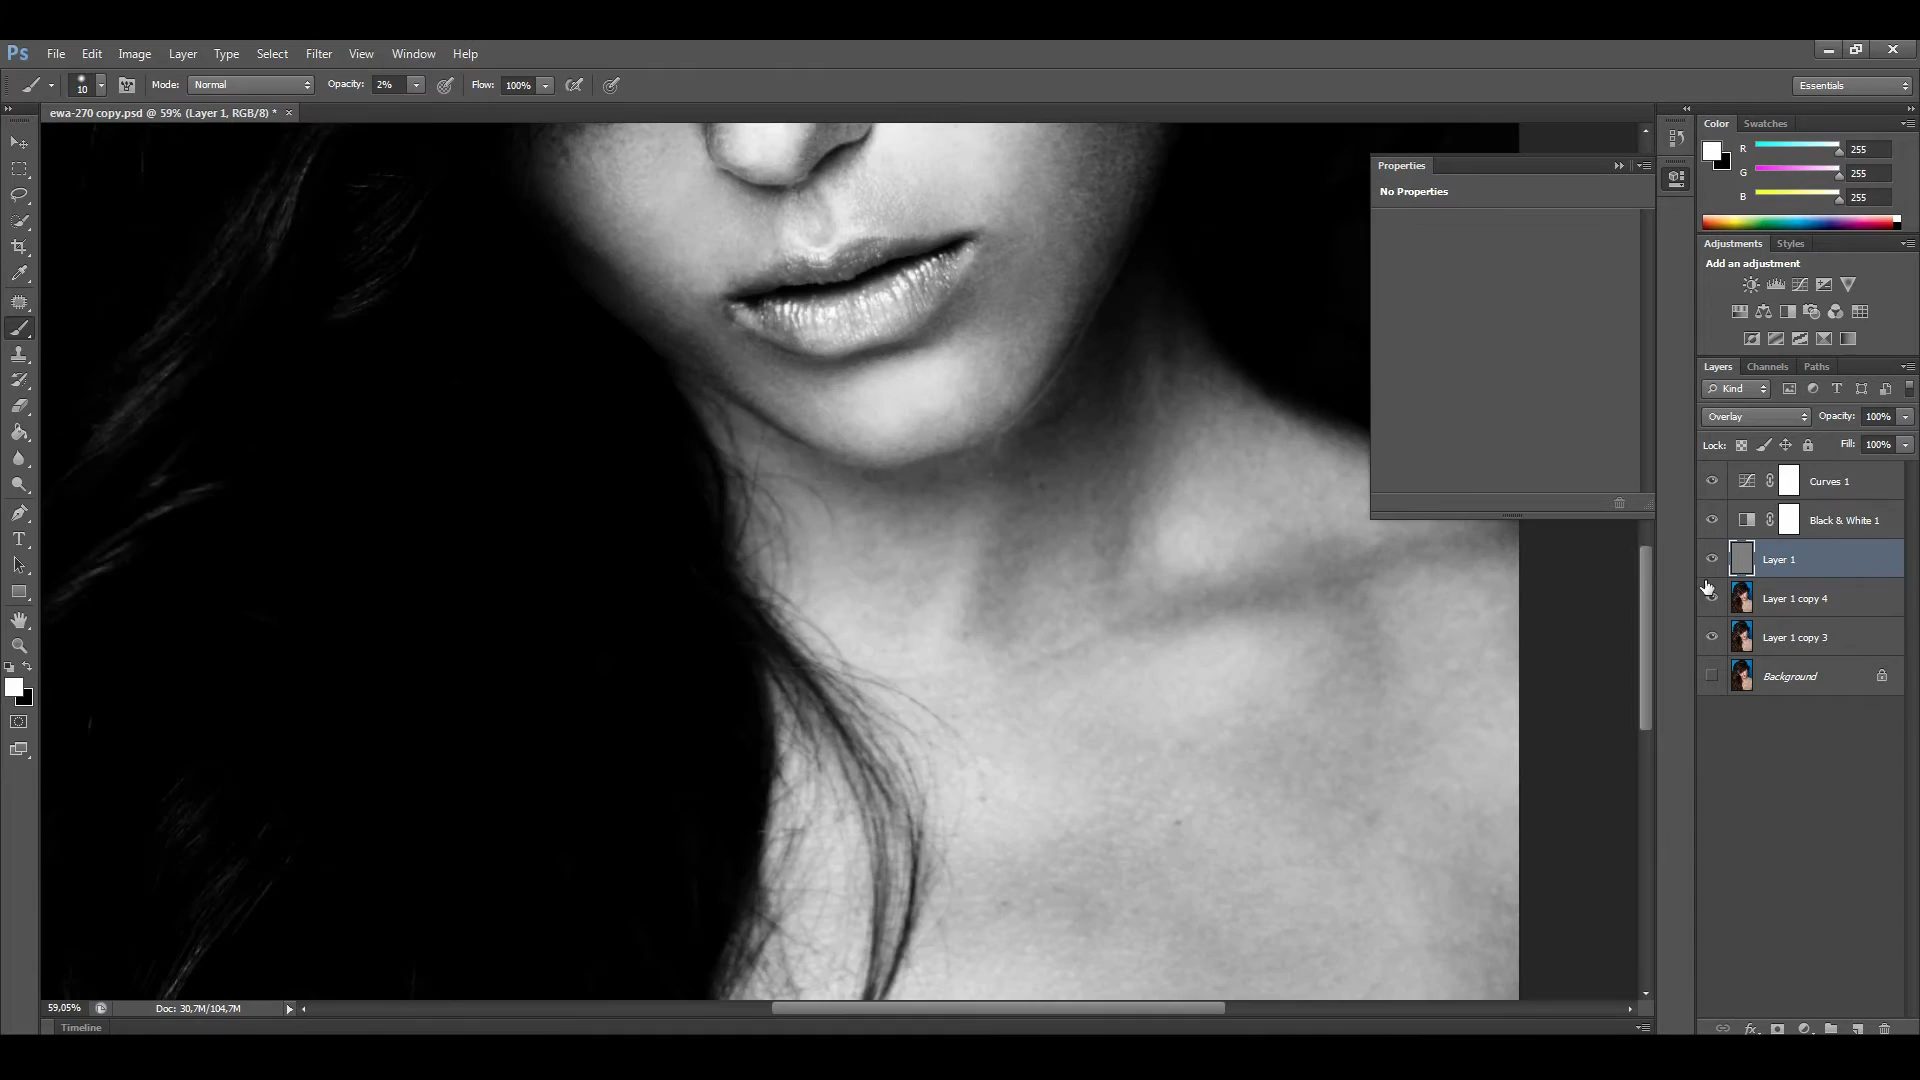 Ps File Edit Image Layer Type Select Filter View Window Help
10 Mode: Normal Opacity: 2% Flow: 100% Essentials
ewa-270 copy.psd @ 59% (Layer 1, RGB/8) * ×
Color Swatches
R 255
G 255
B 255
Properties
No Properties
Adjustments Styles
Add an adjustment
Layers Channels Paths
Kind
Overlay Opacity: 100%
Lock: Fill: 100%
Curves 1
Black & White 1
Layer 1
Layer 1 copy 4
Layer 1 copy 3
Background
59,05% Doc: 30,7M/104,7M
Timeline